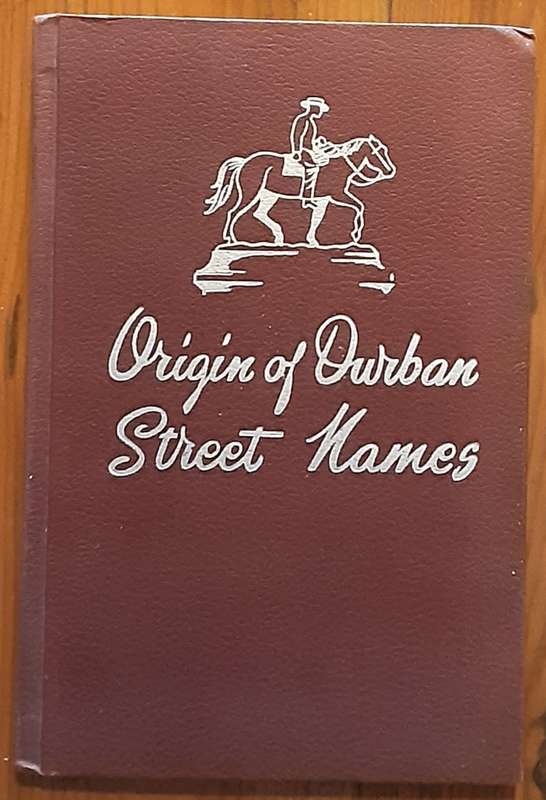 Origin of Durban
Street Names